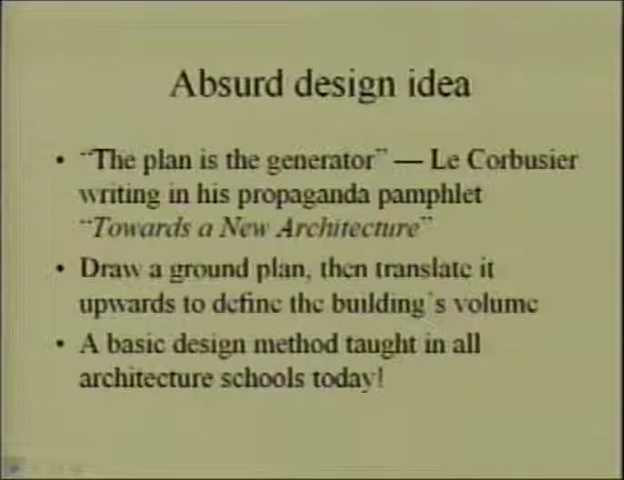 Absurd design idea
• “The plan is the generator” — Le Corbusier
writing in his propaganda pamphlet
“Towards a New Architecture”
• Draw a ground plan, then translate it
upwards to define the building's volume
• A basic design method taught in all
architecture schools today!